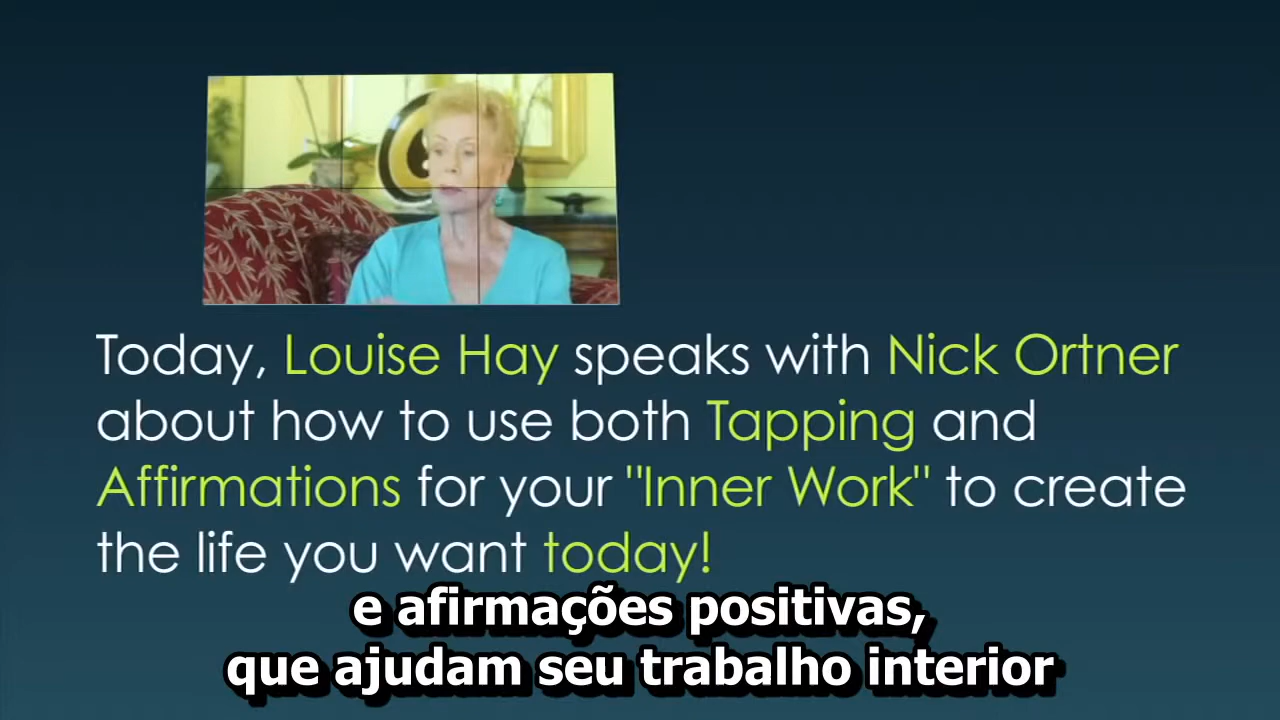 Today, Louise Hay speaks with Nick Ortner
about how to use both Tapping and
Affirmations for your "Inner Work" to create
the life you want today!
e afirmações positivas,
que ajudam seu trabalho interior